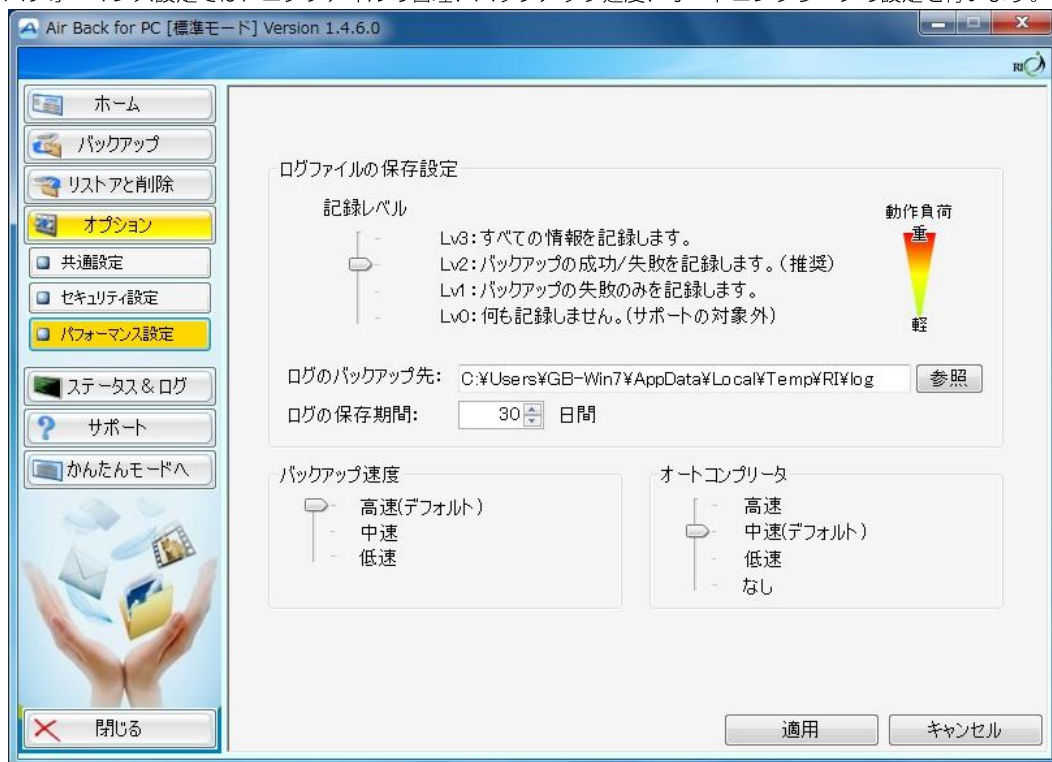 Air Back for PC [標準モード] Version 1.4.6.0
RI
ホーム
バックアップ
リストアと削除
オプション
共通設定
セキュリティ設定
パフォーマンス設定
ステータス＆ログ
サポート
かんたんモードへ
閉じる
ログファイルの保存設定
記録レベル
動作負荷
重
Lv3：すべての情報を記録します。
Lv2：バックアップの成功/失敗を記録します。（推奨）
Lv1：バックアップの失敗のみを記録します。
Lv0：何も記録しません。（サポートの対象外）
軽
ログのバックアップ先： C:¥Users¥GB-Win7¥AppData¥Local¥Temp¥RI¥log 参照
ログの保存期間： 30 日間
バックアップ速度
高速(デフォルト)
中速
低速
オートコンプリータ
高速
中速(デフォルト)
低速
なし
適用
キャンセル